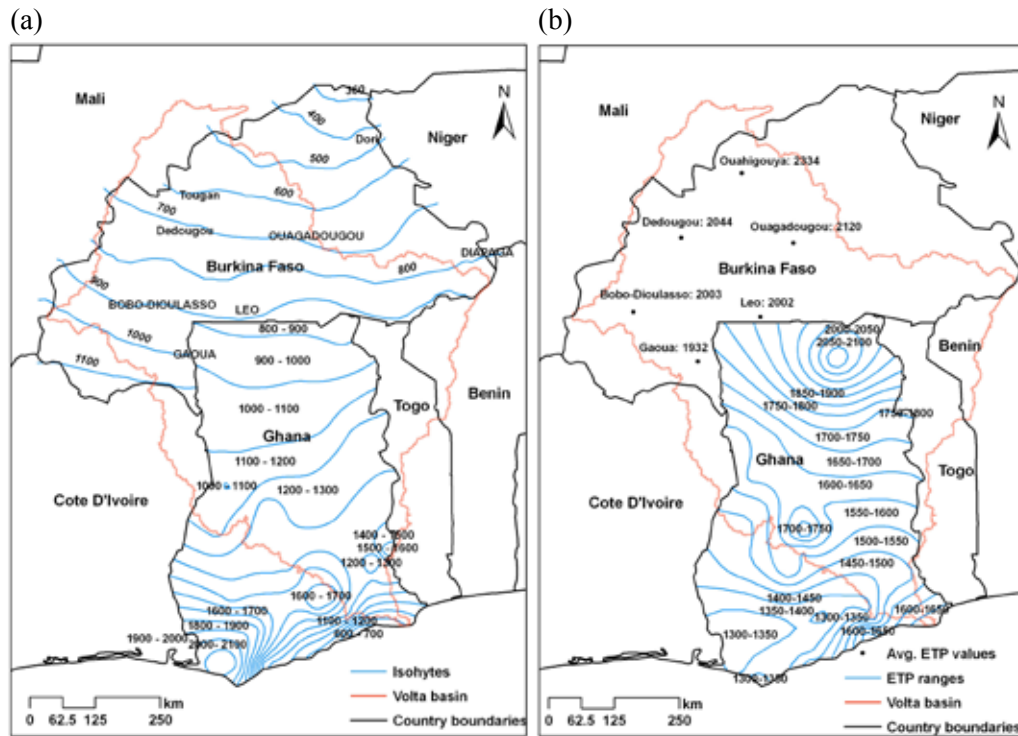 (a)
Mali
Niger
N
360
400
Dori
500
600
Tougan
700
Dedougou
OUAGADOUGOU
DIAPAGA
Burkina Faso
800
900
BOBO-DIOULASSO
LEO
800 - 900
1000
GAOUA
900 - 1000
1100
Benin
1000 - 1100
Togo
Ghana
1100 - 1200
1000 - 1100
1200 - 1300
Cote D'Ivoire
1400 - 1500
1500 - 1600
1200 - 1300
1600 - 1700
1600 - 1700
1100 - 1200
1800 - 1900
600 - 700
1900 - 2000
2000 - 2100
Isohytes
Volta basin
Country boundaries
km
0 62.5 125 250
(b)
Mali
Niger
N
Ouahigouya: 2334
Dedougou: 2044
Ouagadougou: 2120
Burkina Faso
Bobo-Dioulasso: 2003
Leo: 2002
2000-2050
2050-2100
Gaoua: 1932
Benin
1850-1900
1750-1800
1750-1800
1700-1750
Ghana
1650-1700
Togo
1600-1650
Cote D'Ivoire
1550-1600
1700-1750
1500-1550
1450-1500
1400-1450
1350-1400
1300-1350
1600-1650
1300-1350
1600-1650
1300-1350
Avg. ETP values
ETP ranges
Volta basin
Country boundaries
km
0 62.5 125 250